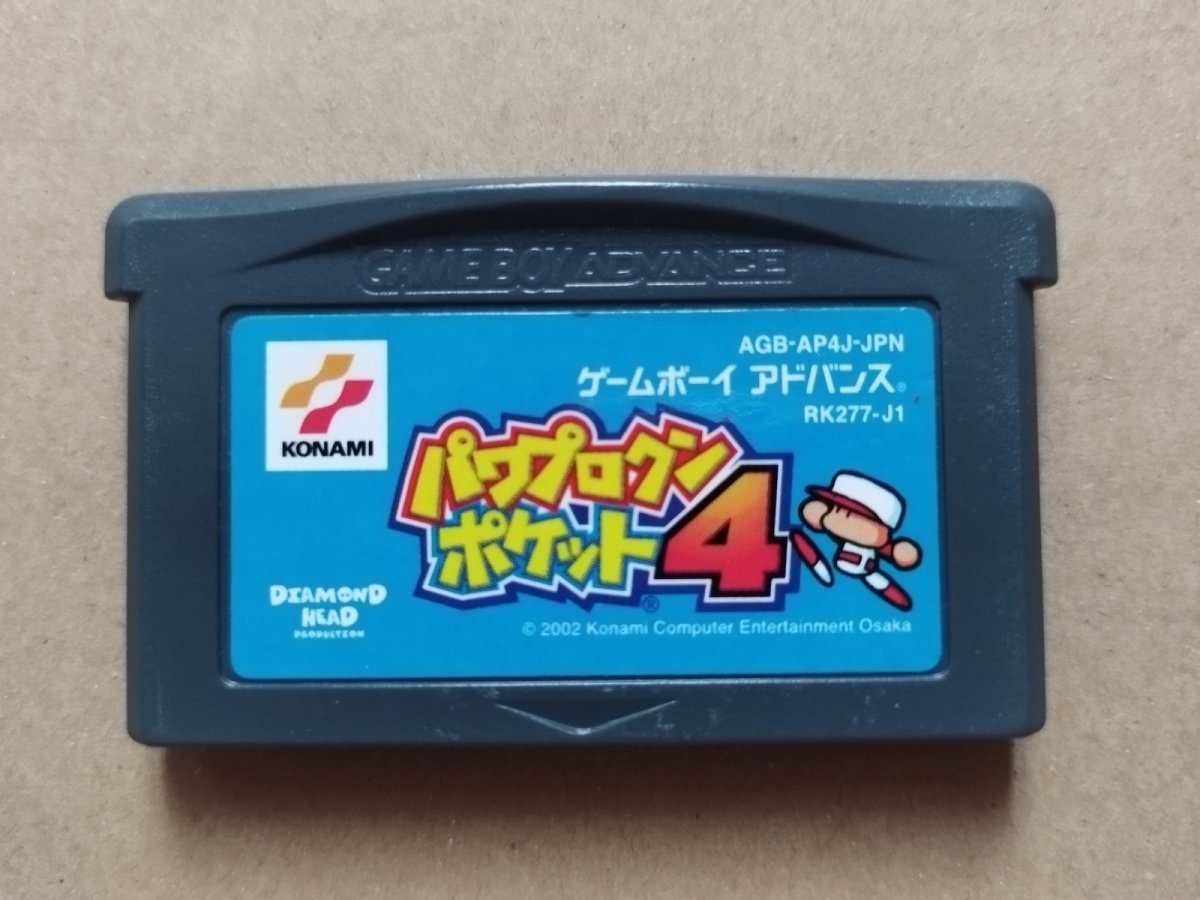 GAME BOY ADVANCE
AGB-AP4J-JPN
ゲームボーイ アドバンス®
RK277-J1
KONAMI
パワプロクン
ポケット4®
DIAMOND
HEAD
PRODUCTION
© 2002 Konami Computer Entertainment Osaka